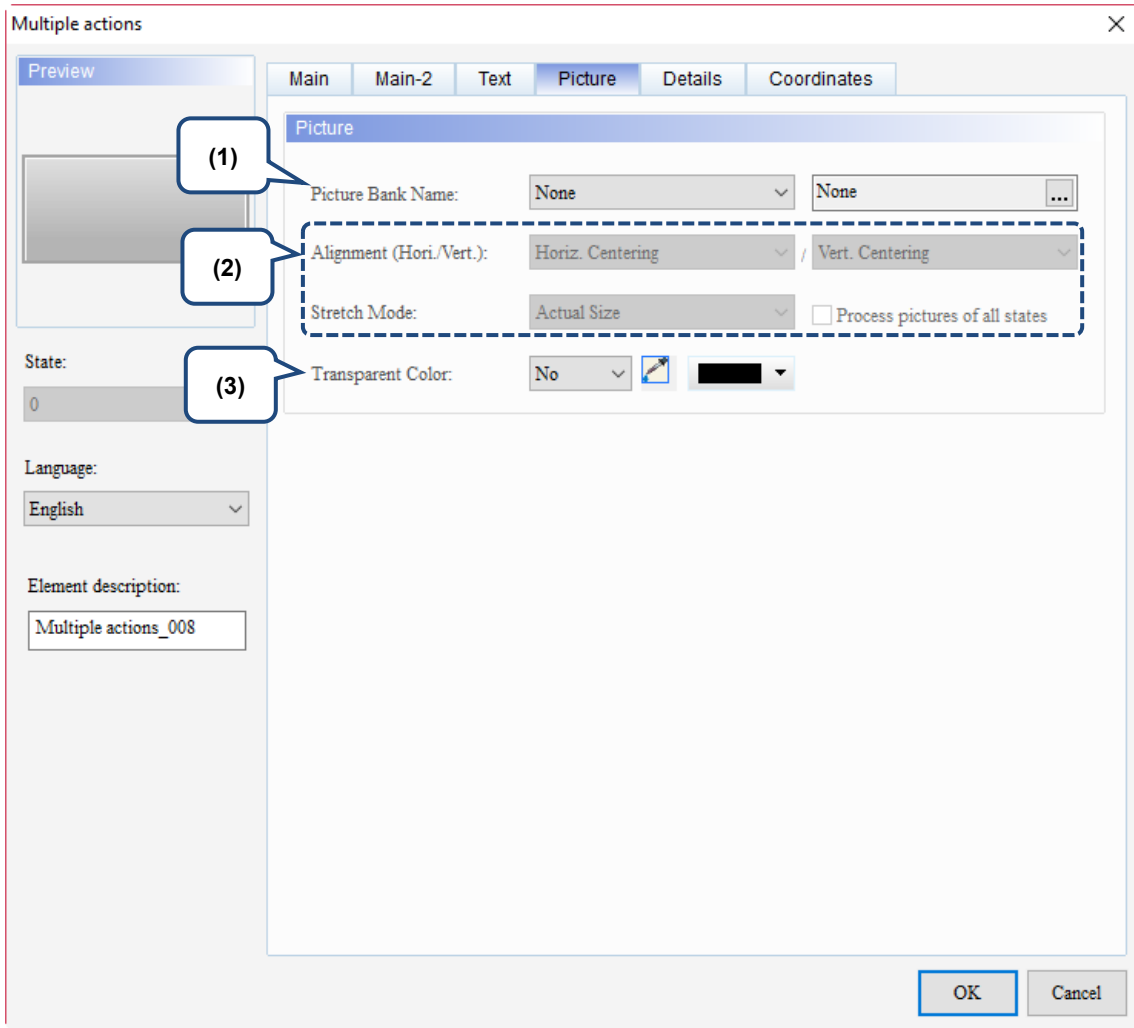 Multiple actions
Preview
Main Main-2 Text Picture Details Coordinates
Picture
(1)
Picture Bank Name: None None ...
(2)
Alignment (Hori./Vert.): Horiz. Centering / Vert. Centering
Stretch Mode: Actual Size Process pictures of all states
(3)
Transparent Color: No
State:
0
Language:
English
Element description:
Multiple actions_008
OK Cancel